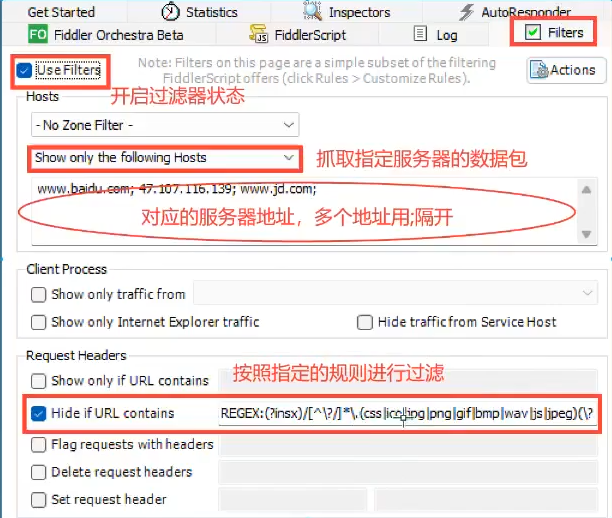 Get Started
Statistics
Inspectors
AutoResponder
FO Fiddler Orchestra Beta
JS FiddlerScript
Log
Filters
Use Filters
Note: Filters on this page are a simple subset of the filtering
FiddlerScript offers (click Rules > Customize Rules).
Actions
开启过滤器状态
Hosts
- No Zone Filter -
Show only the following Hosts
抓取指定服务器的数据包
www.baidu.com; 47.107.116.139; www.jd.com;
对应的服务器地址，多个地址用;隔开
Client Process
Show only traffic from
Show only Internet Explorer traffic
Hide traffic from Service Host
Request Headers
按照指定的规则进行过滤
Show only if URL contains
Hide if URL contains
REGEX:(?insx)/[^\?/]*\.(css|ico|jpg|png|gif|bmp|wav|js|jpeg)(\?
Flag requests with headers
Delete request headers
Set request header